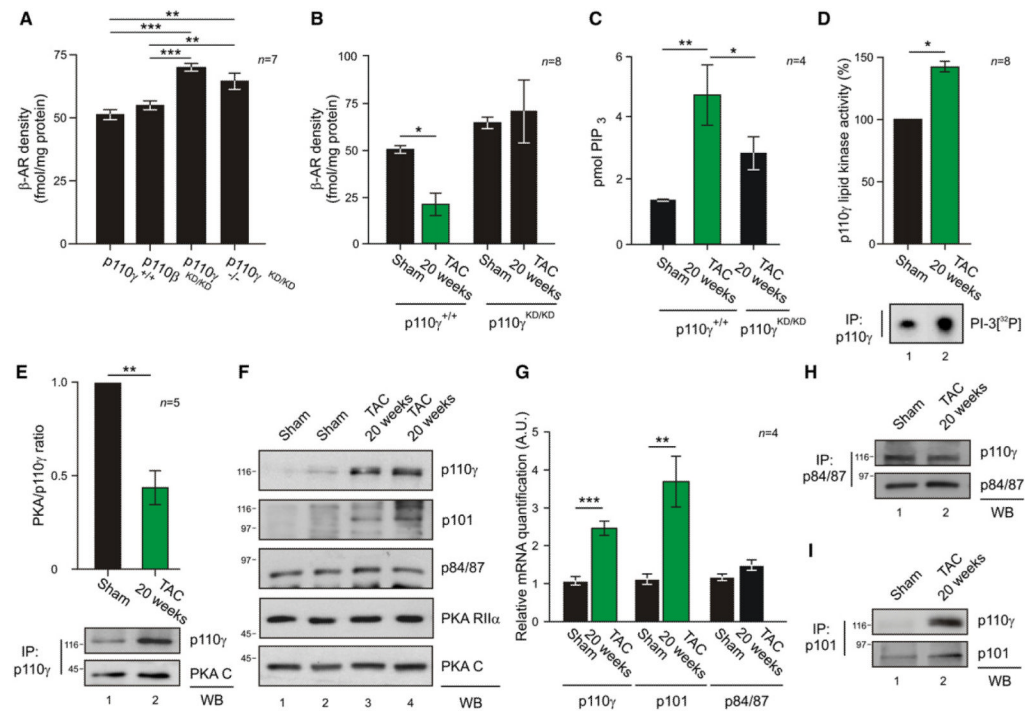 A
**
***
**
***
n=7
75
50
25
0
β-AR density
(fmol/mg protein)
p110γ +/+
p110β KD/KD
p110γ -/-
p110γ KD/KD
B
n=8
100
75
50
25
0
*
β-AR density
(fmol/mg protein)
Sham
TAC
20 weeks
Sham
TAC
20 weeks
p110γ+/+
p110γKD/KD
C
**
*
n=4
6
4
2
0
pmol PIP 3
Sham
TAC
20 weeks
TAC
20 weeks
p110γ+/+
p110γKD/KD
D
*
n=8
150
100
50
0
p110γ lipid kinase activity (%)
Sham
TAC
20 weeks
IP:
p110γ
PI-3[32P]
1 2
E
**
n=5
1.0
0.5
0
PKA/p110γ ratio
Sham
TAC
20 weeks
IP:
p110γ
116-
45-
p110γ
PKA C
1 2 WB
F
Sham
Sham
TAC
20 weeks
TAC
20 weeks
116-
p110γ
116-
97-
p101
97-
p84/87
PKA RIIα
45-
45-
PKA C
1 2 3 4 WB
G
n=4
5
4
3
2
1
0
***
**
Relative mRNA quantification (A.U.)
Sham
TAC
20 weeks
Sham
TAC
20 weeks
Sham
TAC
20 weeks
p110γ p101 p84/87
H
Sham
TAC
20 weeks
IP:
p84/87
116-
97-
p110γ
p84/87
1 2 WB
I
Sham
TAC
20 weeks
IP:
p101
116-
97-
p110γ
p101
1 2 WB